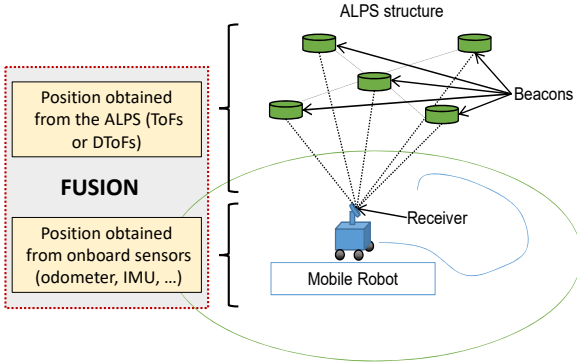 ALPS structure
Position obtained
from the ALPS (ToFs
or DToFs)
Beacons
FUSION
Position obtained
from onboard sensors
(odometer, IMU, ...)
Receiver
Mobile Robot